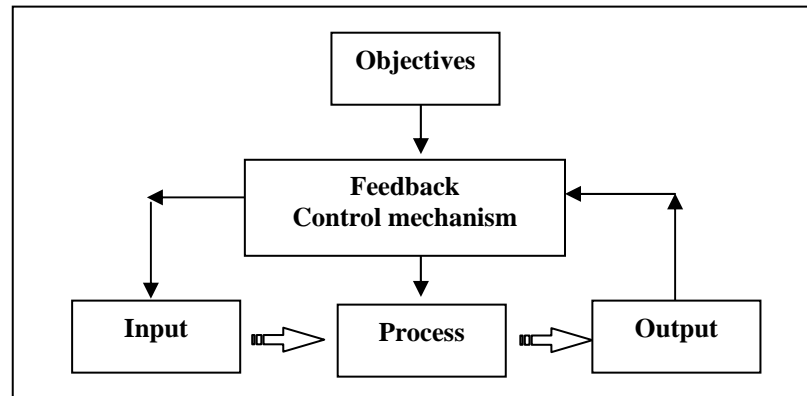 Objectives
Feedback
Control mechanism
Input
Process
Output